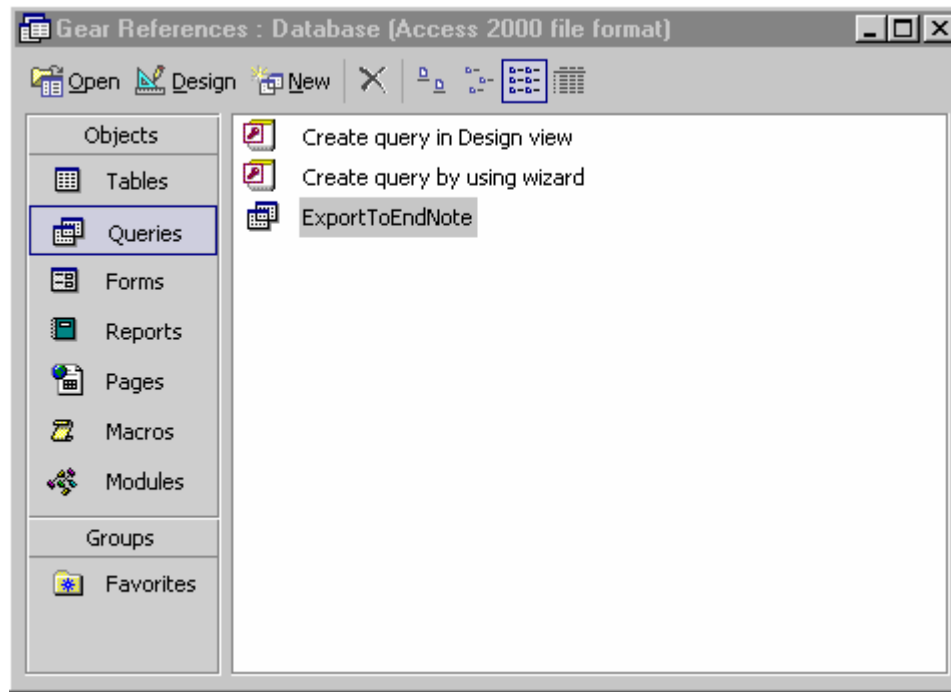 Gear References : Database (Access 2000 file format)
Open Design New
Objects
Tables
Queries
Forms
Reports
Pages
Macros
Modules
Groups
Favorites
Create query in Design view
Create query by using wizard
ExportToEndNote